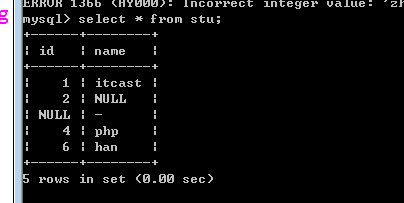 g
ERROR 1366 (HY000): Incorrect integer value: 'zh
mysql> select * from stu;
+------+--------+
| id   | name   |
+------+--------+
|    1 | itcast |
|    2 | NULL   |
| NULL | -      |
|    4 | php    |
|    6 | han    |
+------+--------+
5 rows in set (0.00 sec)